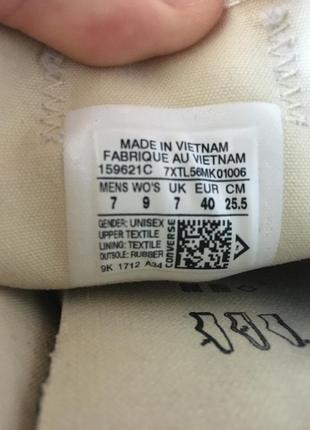 MADE IN VIETNAM
FABRIQUE AU VIETNAM
159621C 7XTL56MK01006
MENS WO'S UK EUR CM
7 9 7 40 25.5
GENDER: UNISEX
UPPER TEXTILE
LINING: TEXTILE
OUTSOLE: RUBBER
9K 1712 A34
CONVERSE